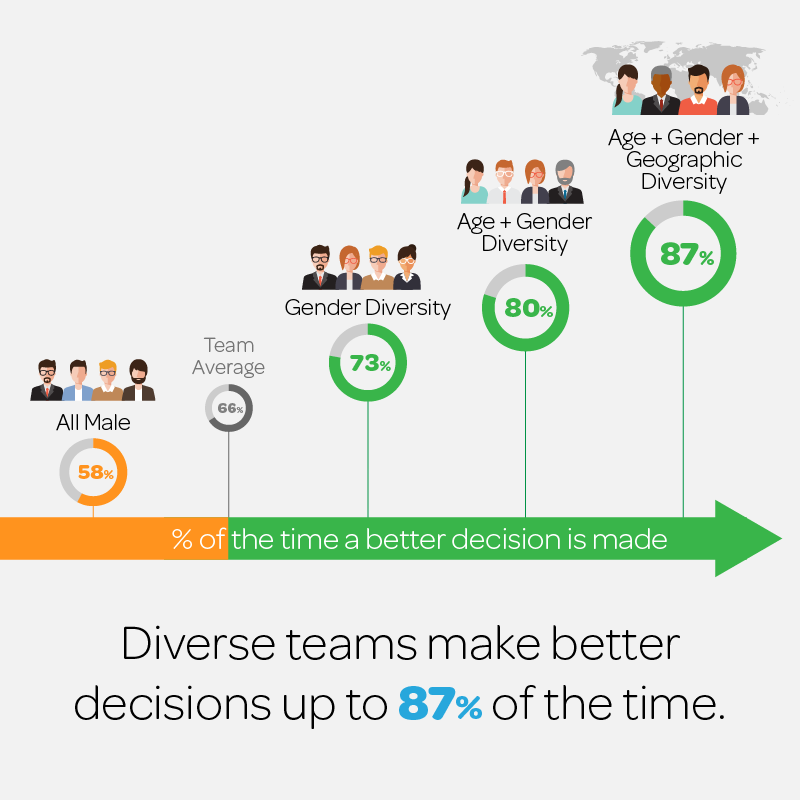 All Male
58%
Team
Average
66%
Gender Diversity
73%
Age + Gender
Diversity
80%
Age + Gender +
Geographic
Diversity
87%
% of the time a better decision is made
Diverse teams make better
decisions up to 87% of the time.